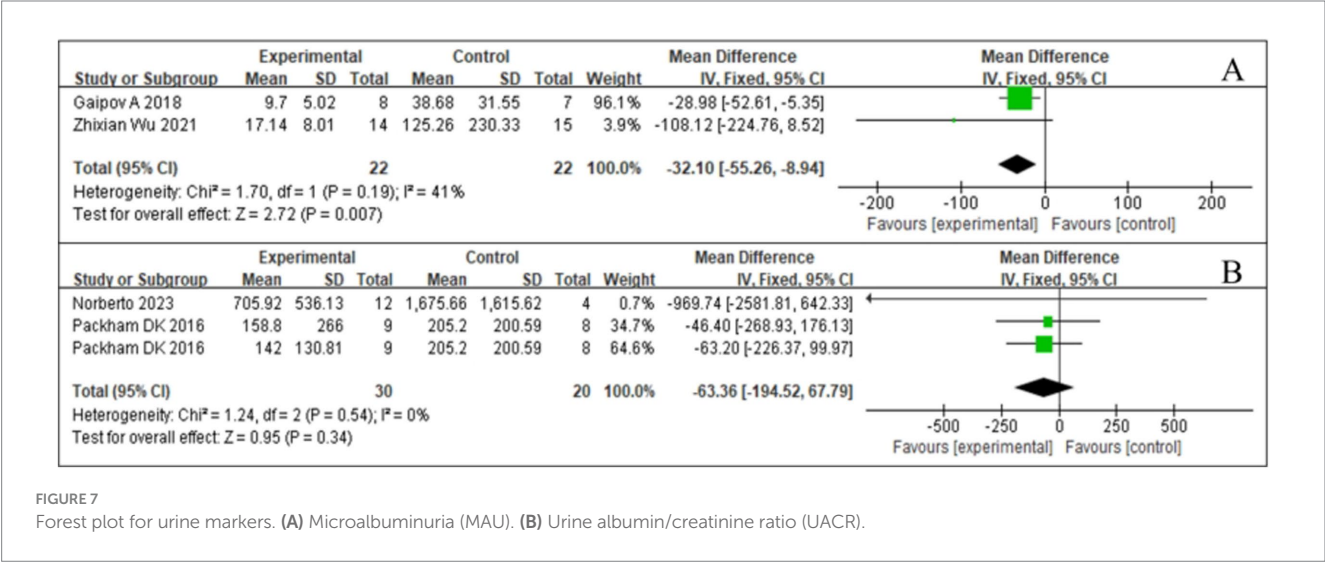 Experimental Control Mean Difference Mean Difference A
Study or Subgroup Mean SD Total Mean SD Total Weight IV, Fixed, 95% CI IV, Fixed, 95% CI
Gaipov A 2018 9.7 5.02 8 38.68 31.55 7 96.1% -28.98 [-52.61, -5.35]
Zhixian Wu 2021 17.14 8.01 14 125.26 230.33 15 3.9% -108.12 [-224.76, 8.52]
Total (95% CI) 22 22 100.0% -32.10 [-55.26, -8.94]
Heterogeneity: Chi² = 1.70, df = 1 (P = 0.19); I² = 41%
Test for overall effect: Z = 2.72 (P = 0.007)
-200 -100 0 100 200
Favours [experimental] Favours [control]
Experimental Control Mean Difference Mean Difference B
Study or Subgroup Mean SD Total Mean SD Total Weight IV, Fixed, 95% CI IV, Fixed, 95% CI
Norberto 2023 705.92 536.13 12 1,675.66 1,615.62 4 0.7% -969.74 [-2581.81, 642.33]
Packham DK 2016 158.8 266 9 205.2 200.59 8 34.7% -46.40 [-268.93, 176.13]
Packham DK 2016 142 130.81 9 205.2 200.59 8 64.6% -63.20 [-226.37, 99.97]
Total (95% CI) 30 20 100.0% -63.36 [-194.52, 67.79]
Heterogeneity: Chi² = 1.24, df = 2 (P = 0.54); I² = 0%
Test for overall effect: Z = 0.95 (P = 0.34)
-500 -250 0 250 500
Favours [experimental] Favours [control]
FIGURE 7
Forest plot for urine markers. (A) Microalbuminuria (MAU). (B) Urine albumin/creatinine ratio (UACR).